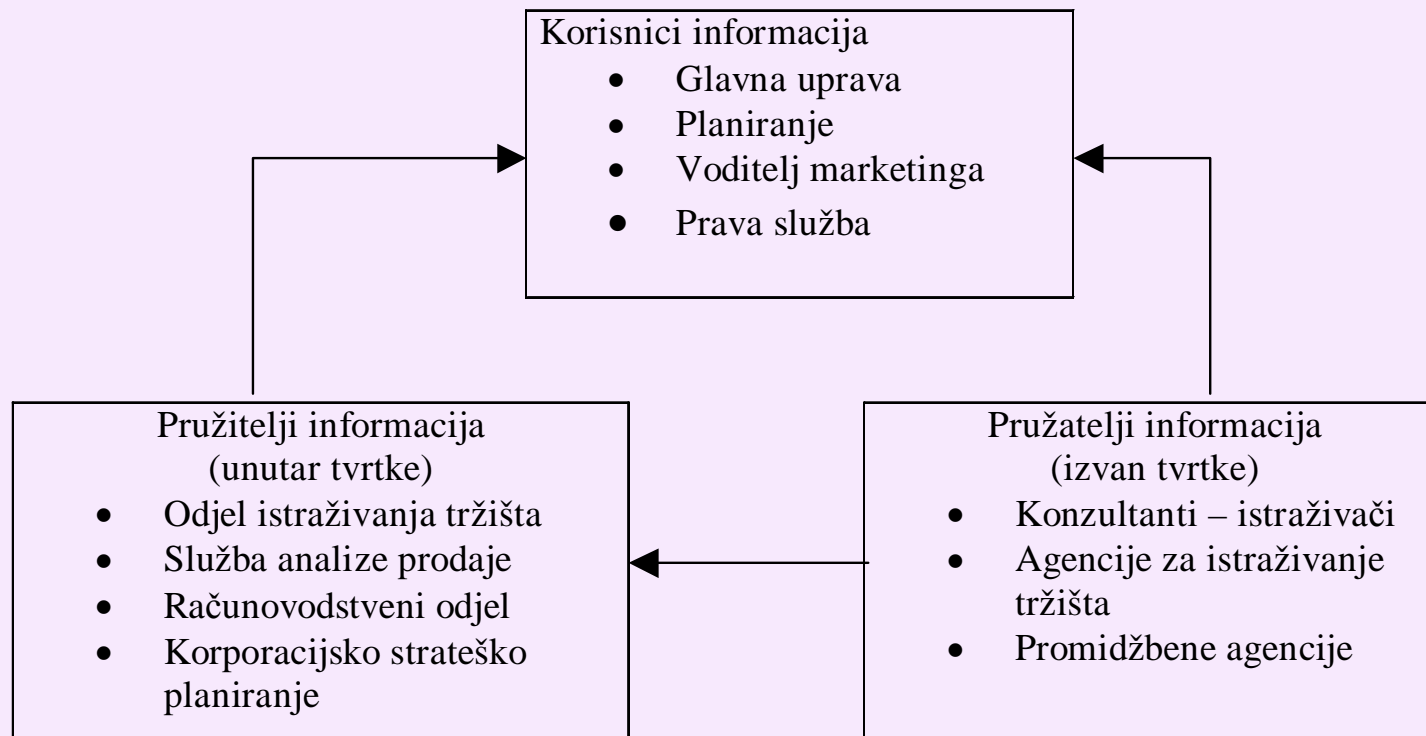 Korisnici informacija
• Glavna uprava
• Planiranje
• Voditelj marketinga
• Prava služba
Pružitelji informacija
(unutar tvrtke)
• Odjel istraživanja tržišta
• Služba analize prodaje
• Računovodstveni odjel
• Korporacijsko strateško
planiranje
Pružatelji informacija
(izvan tvrtke)
• Konzultanti – istraživači
• Agencije za istraživanje
tržišta
• Promidžbene agencije